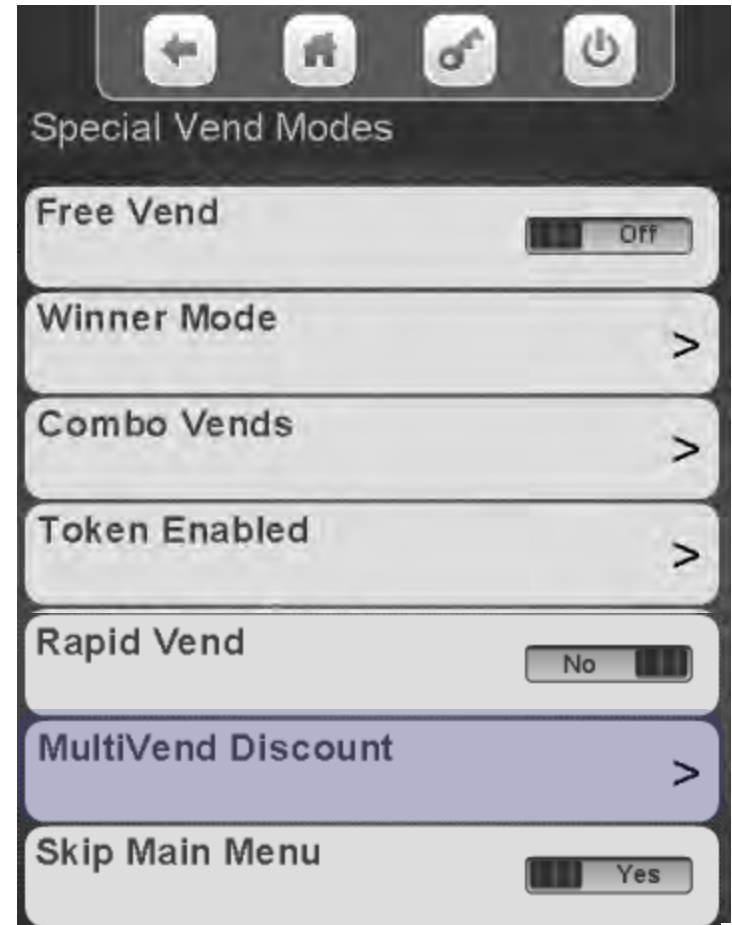 Special Vend Modes
Free Vend
Off
Winner Mode
>
Combo Vends
>
Token Enabled
>
Rapid Vend
No
MultiVend Discount
>
Skip Main Menu
Yes